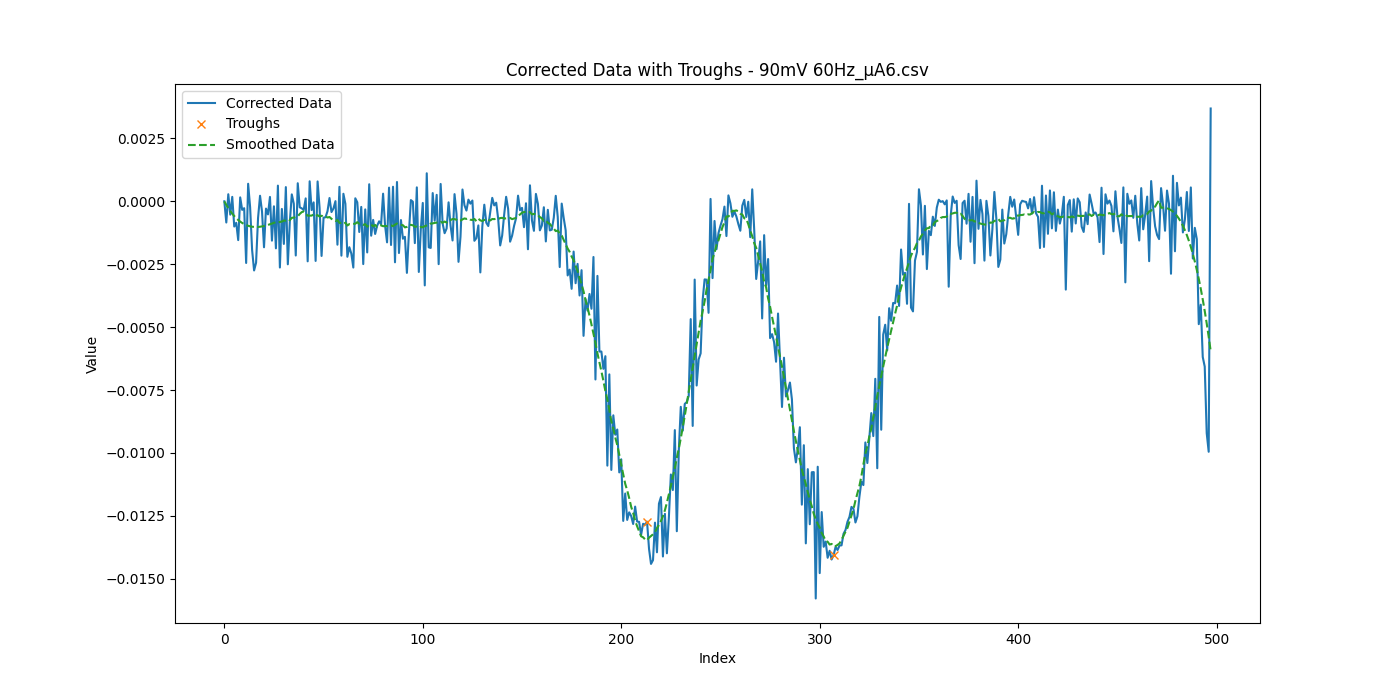 Corrected Data with Troughs - 90mV 60Hz_μA6.csv
Corrected Data
Troughs
Smoothed Data
0.0025
0.0000
−0.0025
−0.0050
−0.0075
−0.0100
−0.0125
−0.0150
Value
0
100
200
300
400
500
Index